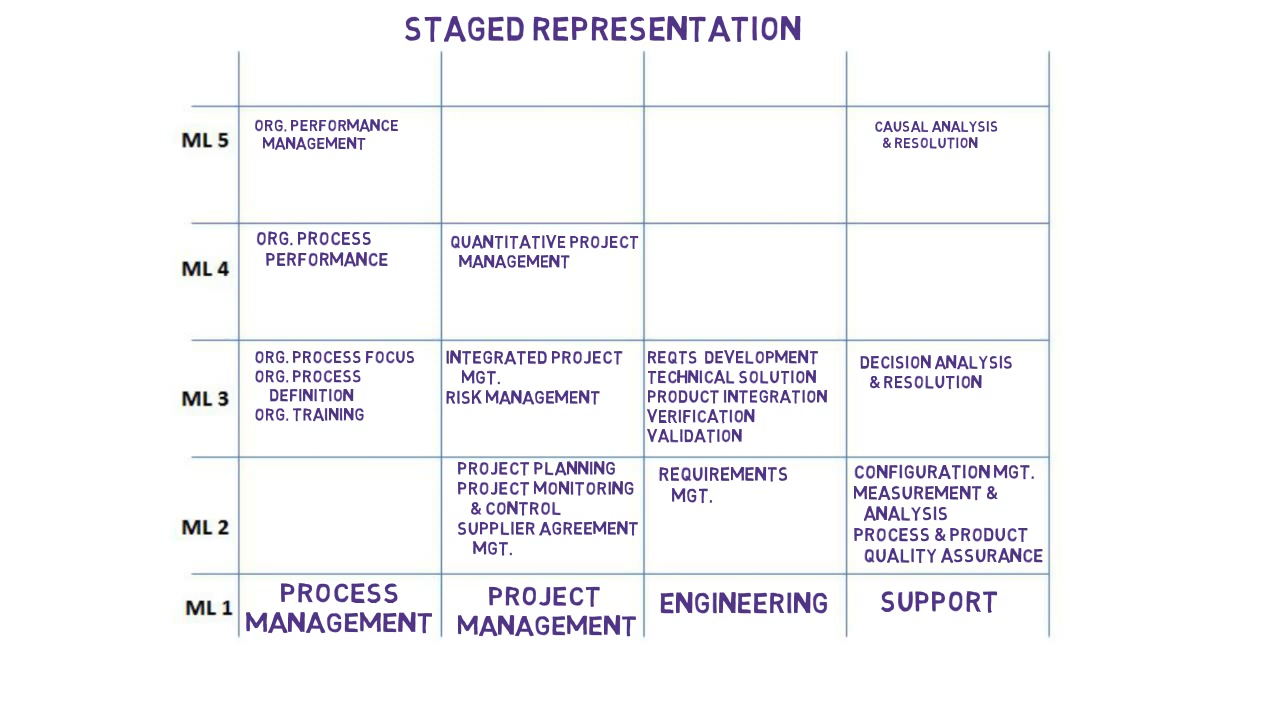 STAGED REPRESENTATION
ML 5
ORG. PERFORMANCE
MANAGEMENT
CAUSAL ANALYSIS
& RESOLUTION
ML 4
ORG. PROCESS
PERFORMANCE
QUANTITATIVE PROJECT
MANAGEMENT
ML 3
ORG. PROCESS FOCUS
ORG. PROCESS
DEFINITION
ORG. TRAINING
INTEGRATED PROJECT
MGT.
RISK MANAGEMENT
REQTS DEVELOPMENT
TECHNICAL SOLUTION
PRODUCT INTEGRATION
VERIFICATION
VALIDATION
DECISION ANALYSIS
& RESOLUTION
ML 2
PROJECT PLANNING
PROJECT MONITORING
& CONTROL
SUPPLIER AGREEMENT
MGT.
REQUIREMENTS
MGT.
CONFIGURATION MGT.
MEASUREMENT &
ANALYSIS
PROCESS & PRODUCT
QUALITY ASSURANCE
ML 1
PROCESS
MANAGEMENT
PROJECT
MANAGEMENT
ENGINEERING
SUPPORT